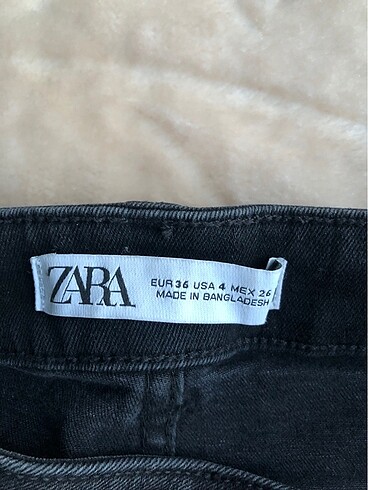 ZARA
EUR 36 USA 4 MEX 26
MADE IN BANGLADESH